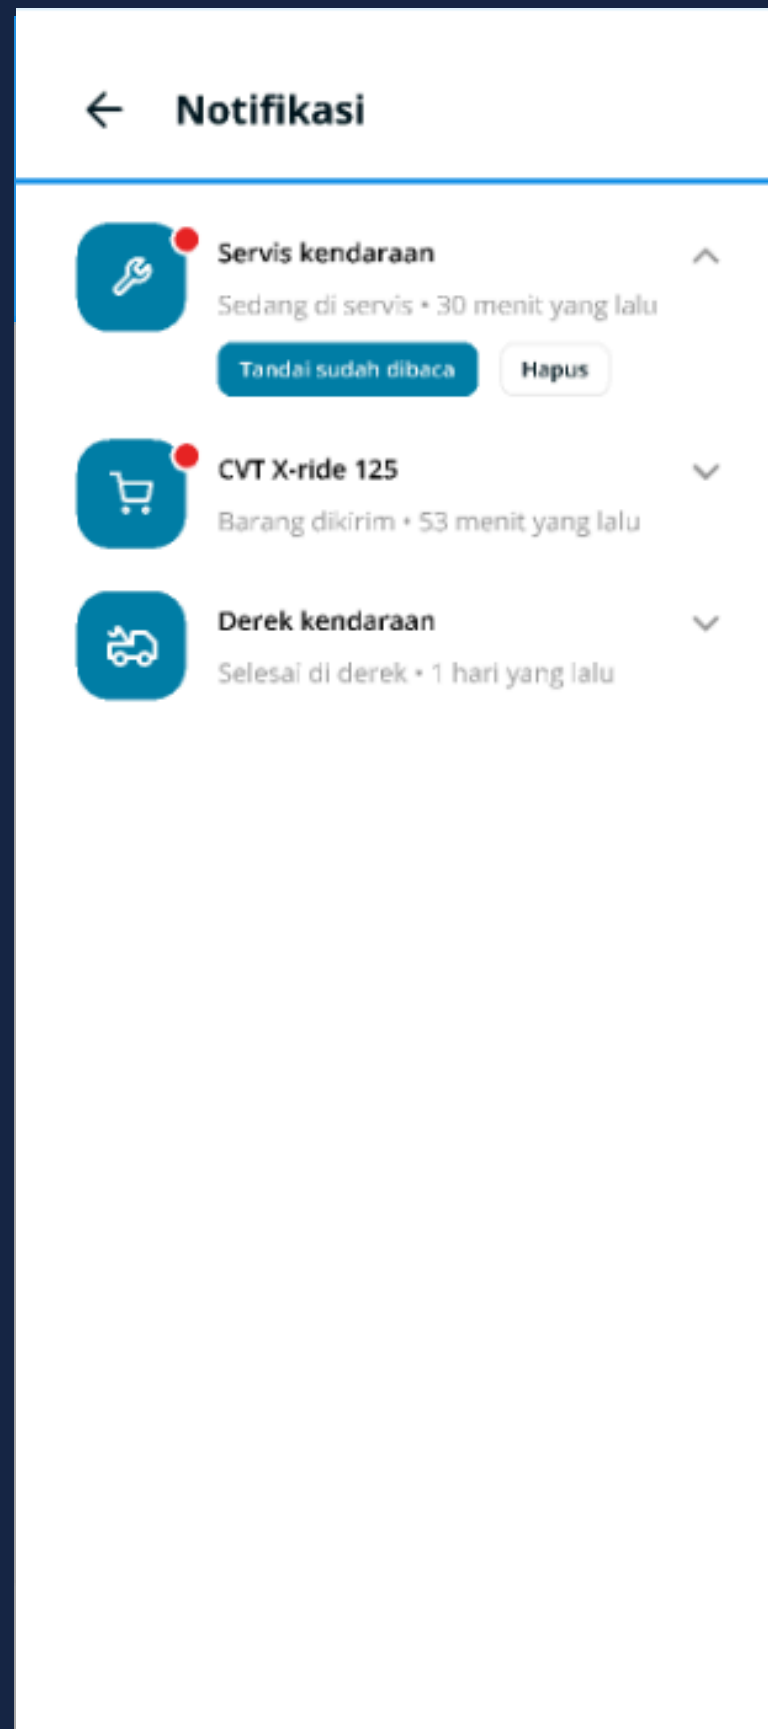 Notifikasi
Servis kendaraan
Sedang di servis • 30 menit yang lalu
Tandai sudah dibaca Hapus
CVT X-ride 125
Barang dikirim • 53 menit yang lalu
Derek kendaraan
Selesai di derek • 1 hari yang lalu